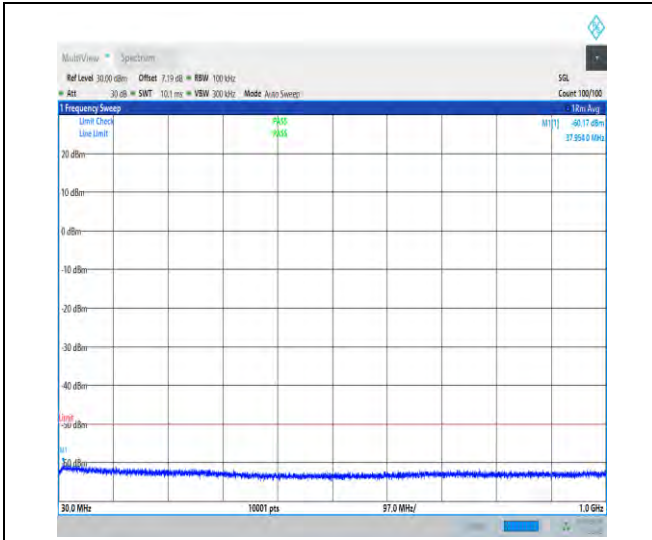 MultiView Spectrum
Ref Level 30.00 dBm Offset 7.19 dB RBW 100 kHz SGL
Att 30 dB SWT 10.1 ms VBW 300 kHz Mode Auto Sweep Count 100/100
1 Frequency Sweep 1Rm Avg
Limit Check PASS M1[1] -60.17 dBm
Line Limit PASS 37.954 0 MHz
20 dBm
10 dBm
0 dBm
-10 dBm
-20 dBm
-30 dBm
-40 dBm
Limit
-50 dBm
M1
-60 dBm
30.0 MHz 10001 pts 97.0 MHz/ 1.0 GHz